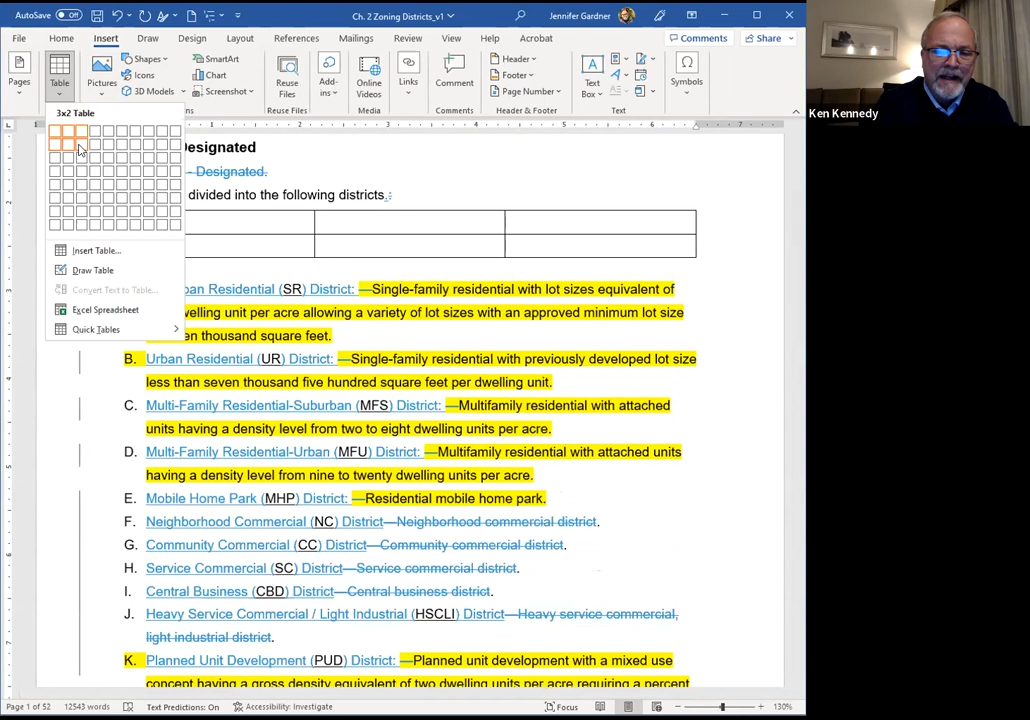 AutoSave Off Ch. 2 Zoning Districts_v1 Jennifer Gardner
File Home Insert Draw Design Layout References Mailings Review View Help Acrobat Comments Share
Pages Table Pictures Shapes Icons 3D Models SmartArt Chart Screenshot Reuse Files Add-ins Online Videos Links Comment Header Footer Page Number Text Box Symbols
Reuse Files Media Comments Header & Footer Text
Ken Kennedy
3x2 Table
1 1 2 3 4 5 6 7
Designated
- Designated.
divided into the following districts.:
Insert Table...
Draw Table
Convert Text to Table...
Excel Spreadsheet
Quick Tables
ban Residential (SR) District: —Single-family residential with lot sizes equivalent of
welling unit per acre allowing a variety of lot sizes with an approved minimum lot size
en thousand square feet.
B. Urban Residential (UR) District: —Single-family residential with previously developed lot size
less than seven thousand five hundred square feet per dwelling unit.
C. Multi-Family Residential-Suburban (MFS) District: —Multifamily residential with attached
units having a density level from two to eight dwelling units per acre.
D. Multi-Family Residential-Urban (MFU) District: —Multifamily residential with attached units
having a density level from nine to twenty dwelling units per acre.
E. Mobile Home Park (MHP) District: —Residential mobile home park.
F. Neighborhood Commercial (NC) District—Neighborhood commercial district.
G. Community Commercial (CC) District—Community commercial district.
H. Service Commercial (SC) District—Service commercial district.
I. Central Business (CBD) District—Central business district.
J. Heavy Service Commercial / Light Industrial (HSCLI) District—Heavy service commercial,
light industrial district.
K. Planned Unit Development (PUD) District: —Planned unit development with a mixed use
concept having a gross density equivalent of two dwelling units per acre requiring a percent
Page 1 of 52 12543 words Text Predictions: On Accessibility: Investigate Focus 130%